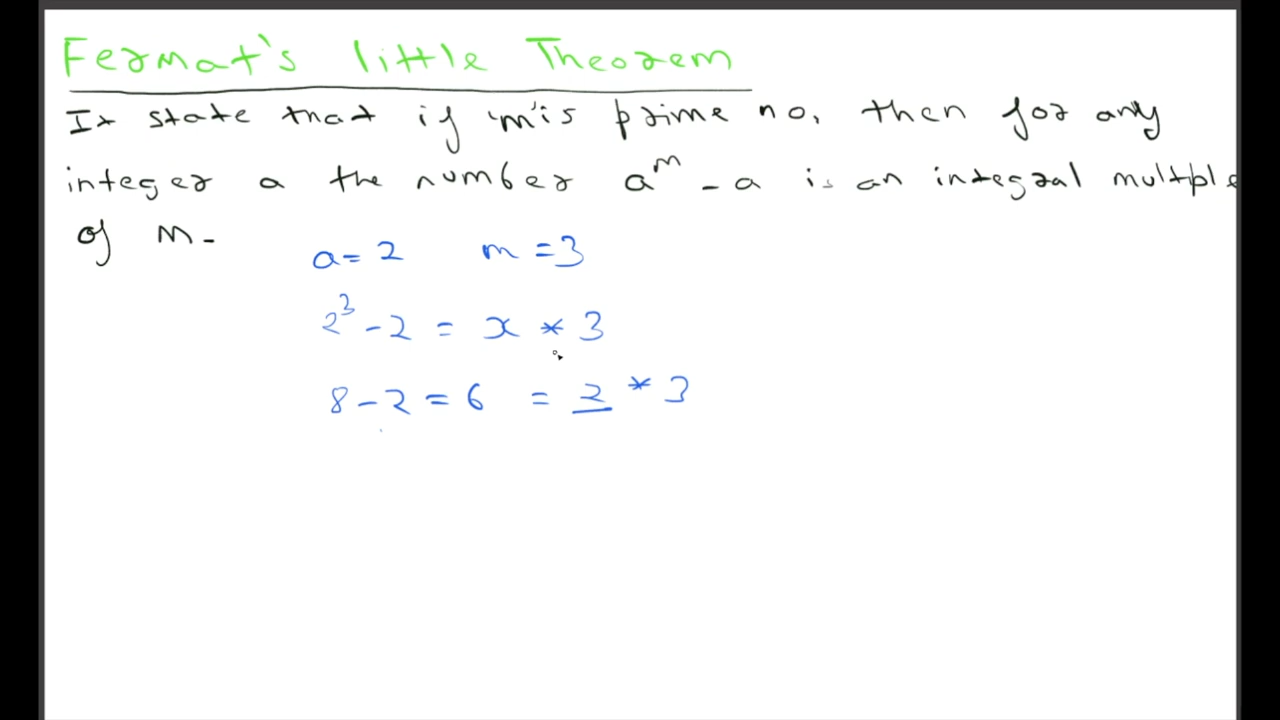 Fermat's little Theorem
It state that if 'm' is prime no, then for any
integer a the number a^m - a is an integral multiple
of m.
a = 2 m = 3
2^3 - 2 = x * 3
8 - 2 = 6 = 2 * 3